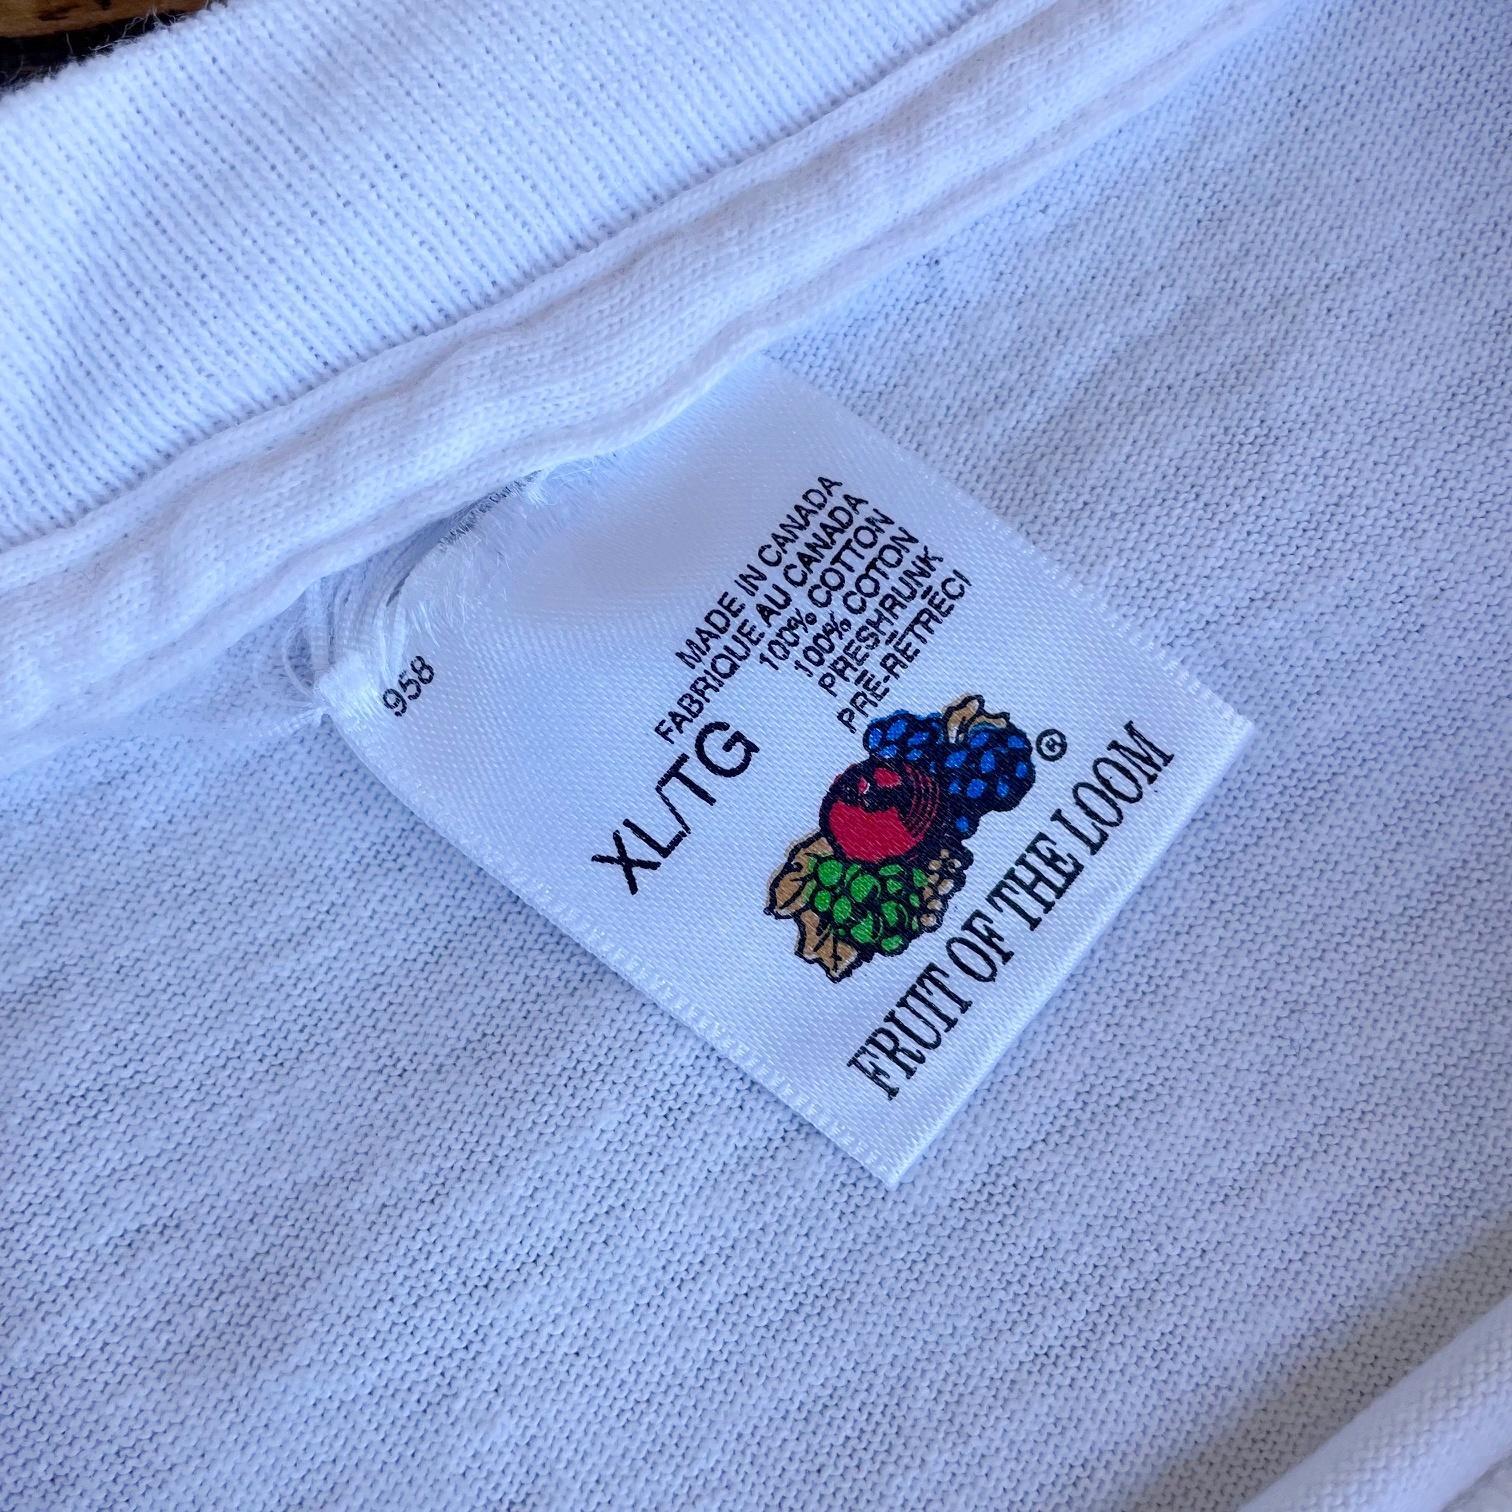 958
MADE IN CANADA
FABRIQUE AU CANADA
100% COTTON
100% COTON
PRESHRUNK
PRÉ-RÉTRÉCI
XL/TG
®
FRUIT OF THE LOOM